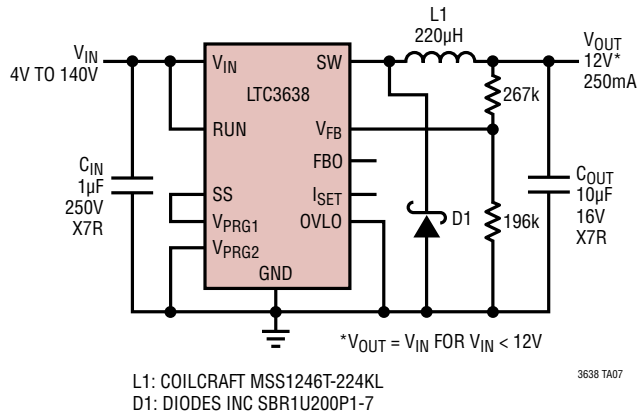 L1
220µH
VIN
4V TO 140V
VOUT
12V*
250mA
VIN
SW
LTC3638
267k
RUN
VFB
FBO
CIN
1µF
250V
X7R
SS
ISET
VPRG1
OVLO
VPRG2
D1
196k
COUT
10µF
16V
X7R
GND
*VOUT = VIN FOR VIN < 12V
3638 TA07
L1: COILCRAFT MSS1246T-224KL
D1: DIODES INC SBR1U200P1-7